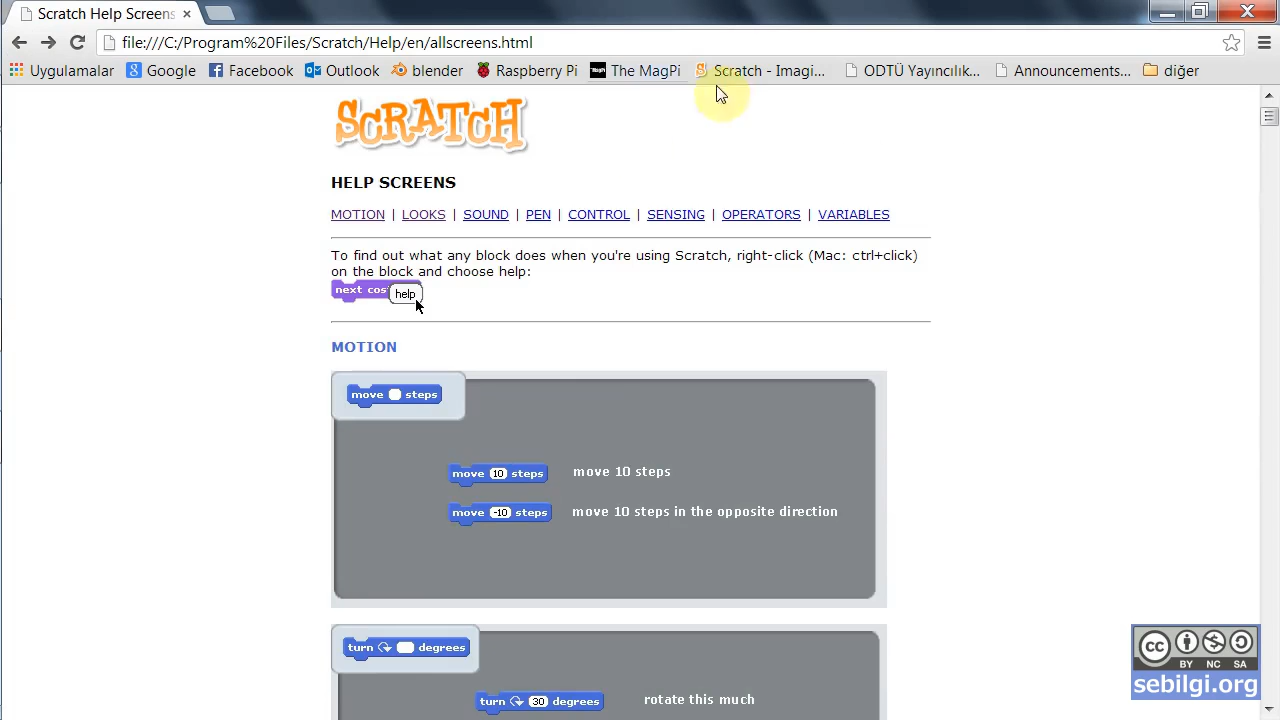 Scratch Help Screens
file:///C:/Program%20Files/Scratch/Help/en/allscreens.html
Uygulamalar Google Facebook Outlook blender Raspberry Pi The MagPi Scratch - Imagi... ODTÜ Yayıncılık... Announcements... diğer
SCRATCH
HELP SCREENS
MOTION | LOOKS | SOUND | PEN | CONTROL | SENSING | OPERATORS | VARIABLES
To find out what any block does when you're using Scratch, right-click (Mac: ctrl+click)
on the block and choose help:
next cos help
MOTION
move steps
move 10 steps move 10 steps
move -10 steps move 10 steps in the opposite direction
turn degrees
turn 30 degrees rotate this much
cc
BY NC SA
sebilgi.org